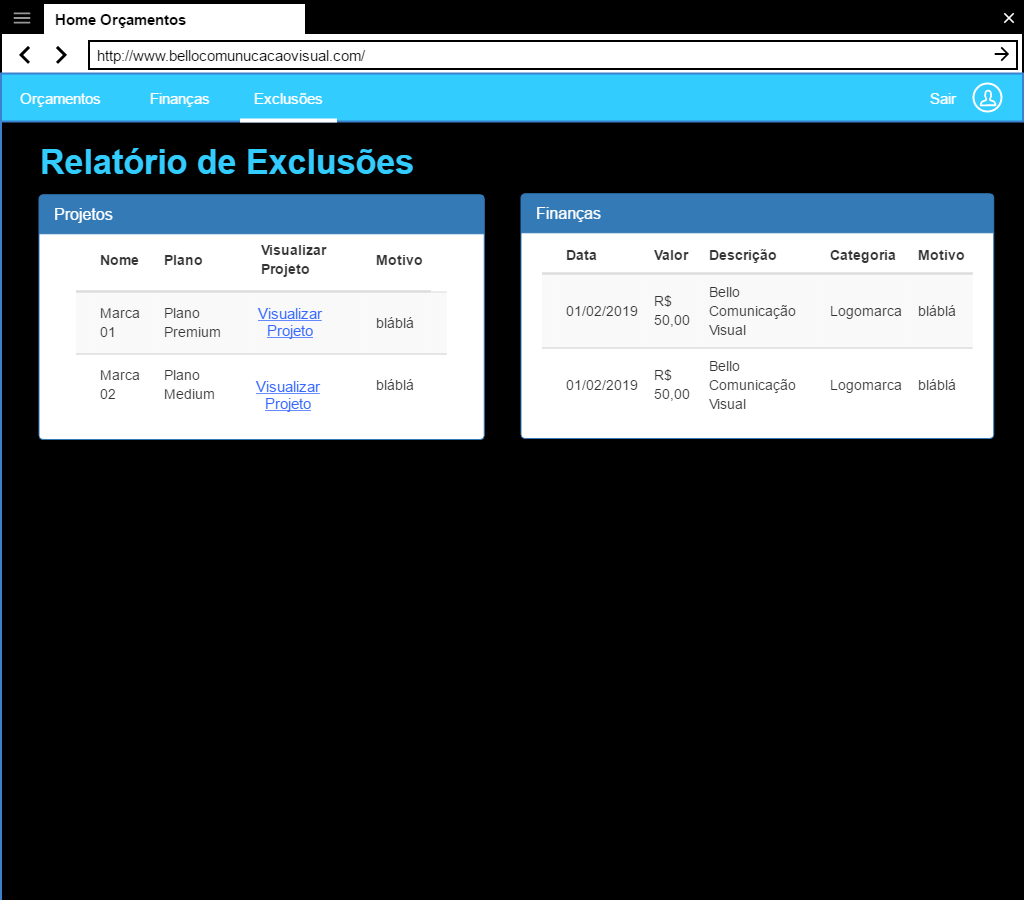 Home Orçamentos
http://www.bellocomunucacaovisual.com/
Orçamentos Finanças Exclusões Sair
Relatório de Exclusões
Projetos
Nome Plano Visualizar Projeto Motivo
Marca 01 Plano Premium Visualizar Projeto bláblá
Marca 02 Plano Medium Visualizar Projeto bláblá
Finanças
Data Valor Descrição Categoria Motivo
01/02/2019 R$ 50,00 Bello Comunicação Visual Logomarca bláblá
01/02/2019 R$ 50,00 Bello Comunicação Visual Logomarca bláblá